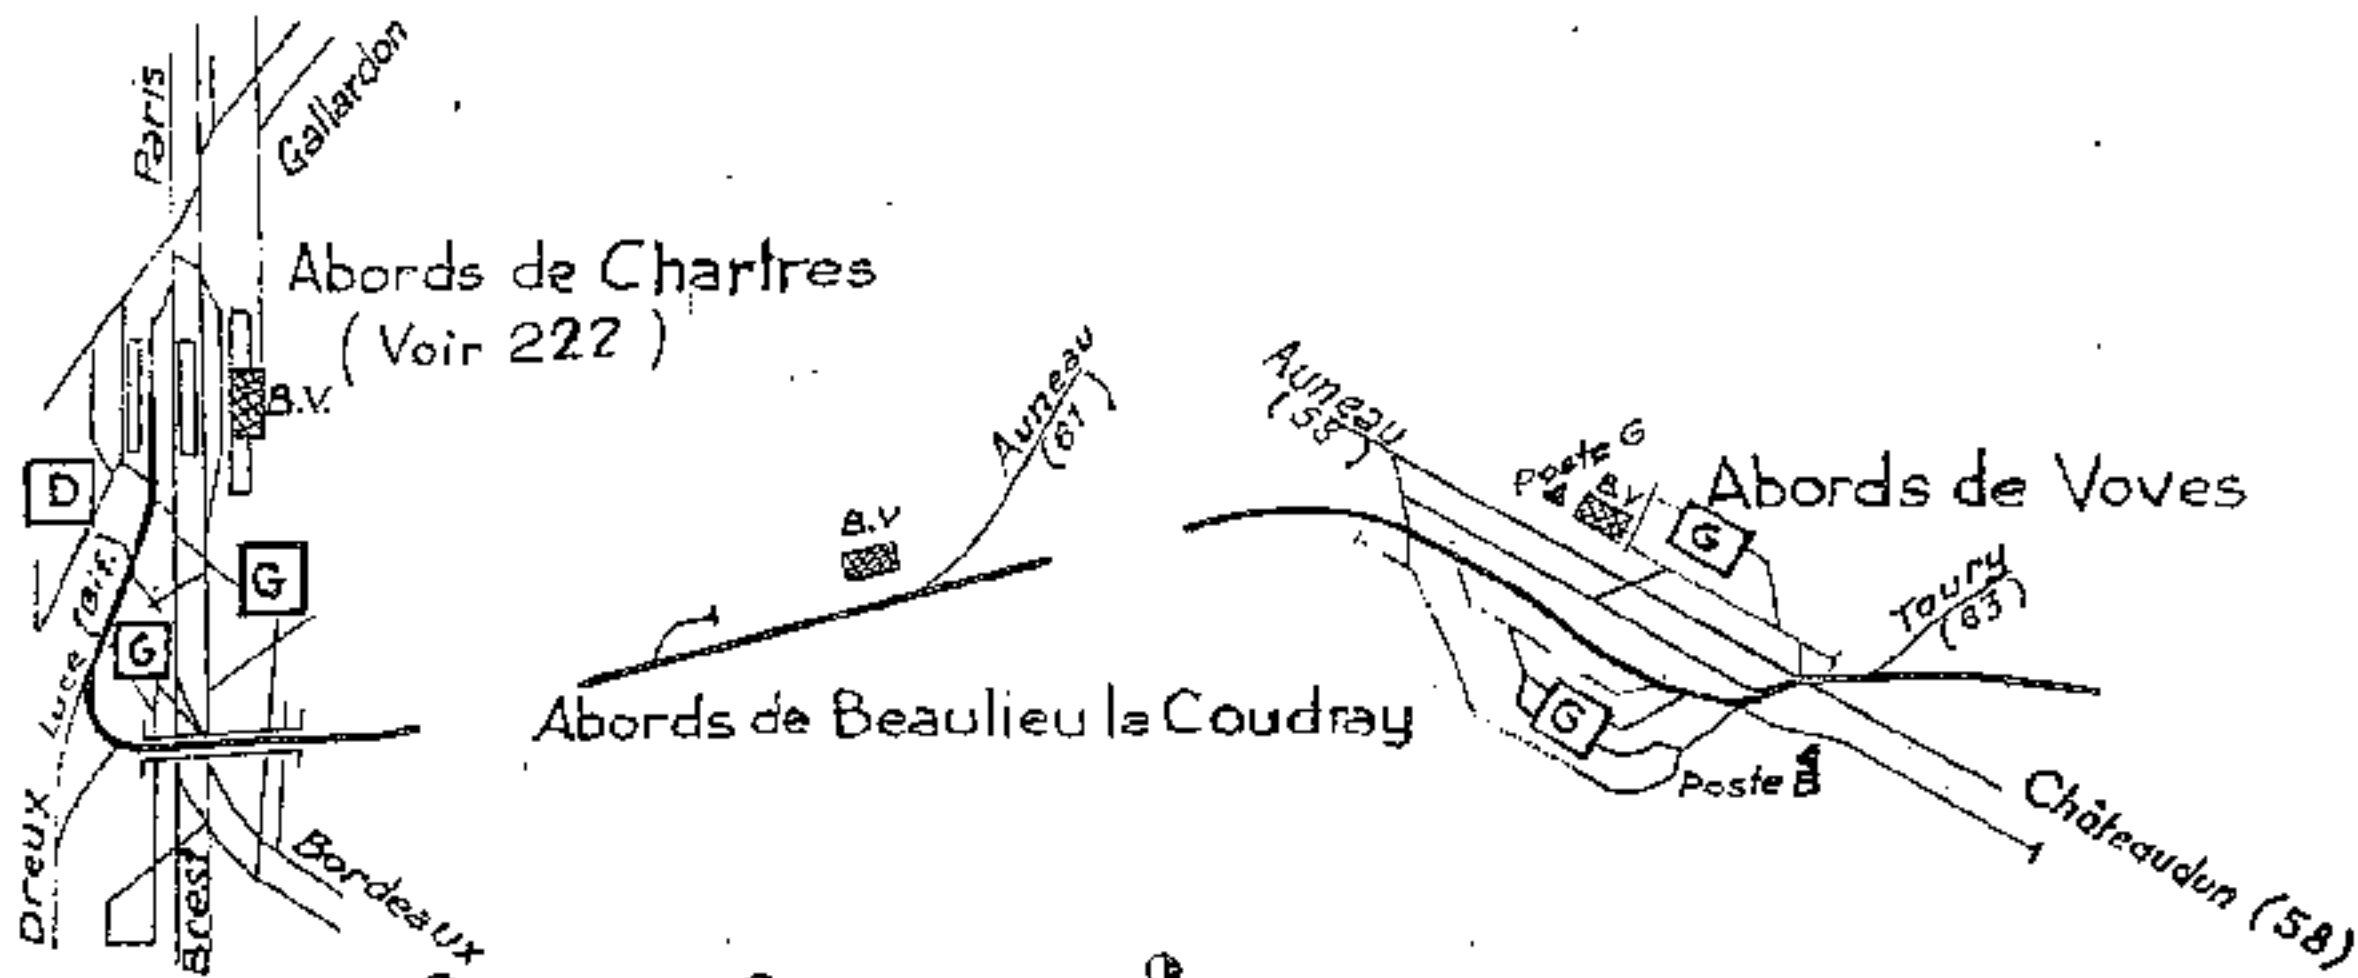 Paris
Gallardon
Abords de Chartres
(Voir 222)
B.V.
D
(Bif.
G
G
Luce
Dreux
Brest
Bordeaux
B.V
Auneau
(61)
Abords de Beaulieu le Coudray
Auneau
(58)
Poste G
B.V
G
Abords de Voves
Toury
(63)
G
Poste B
Châteaudun (58)